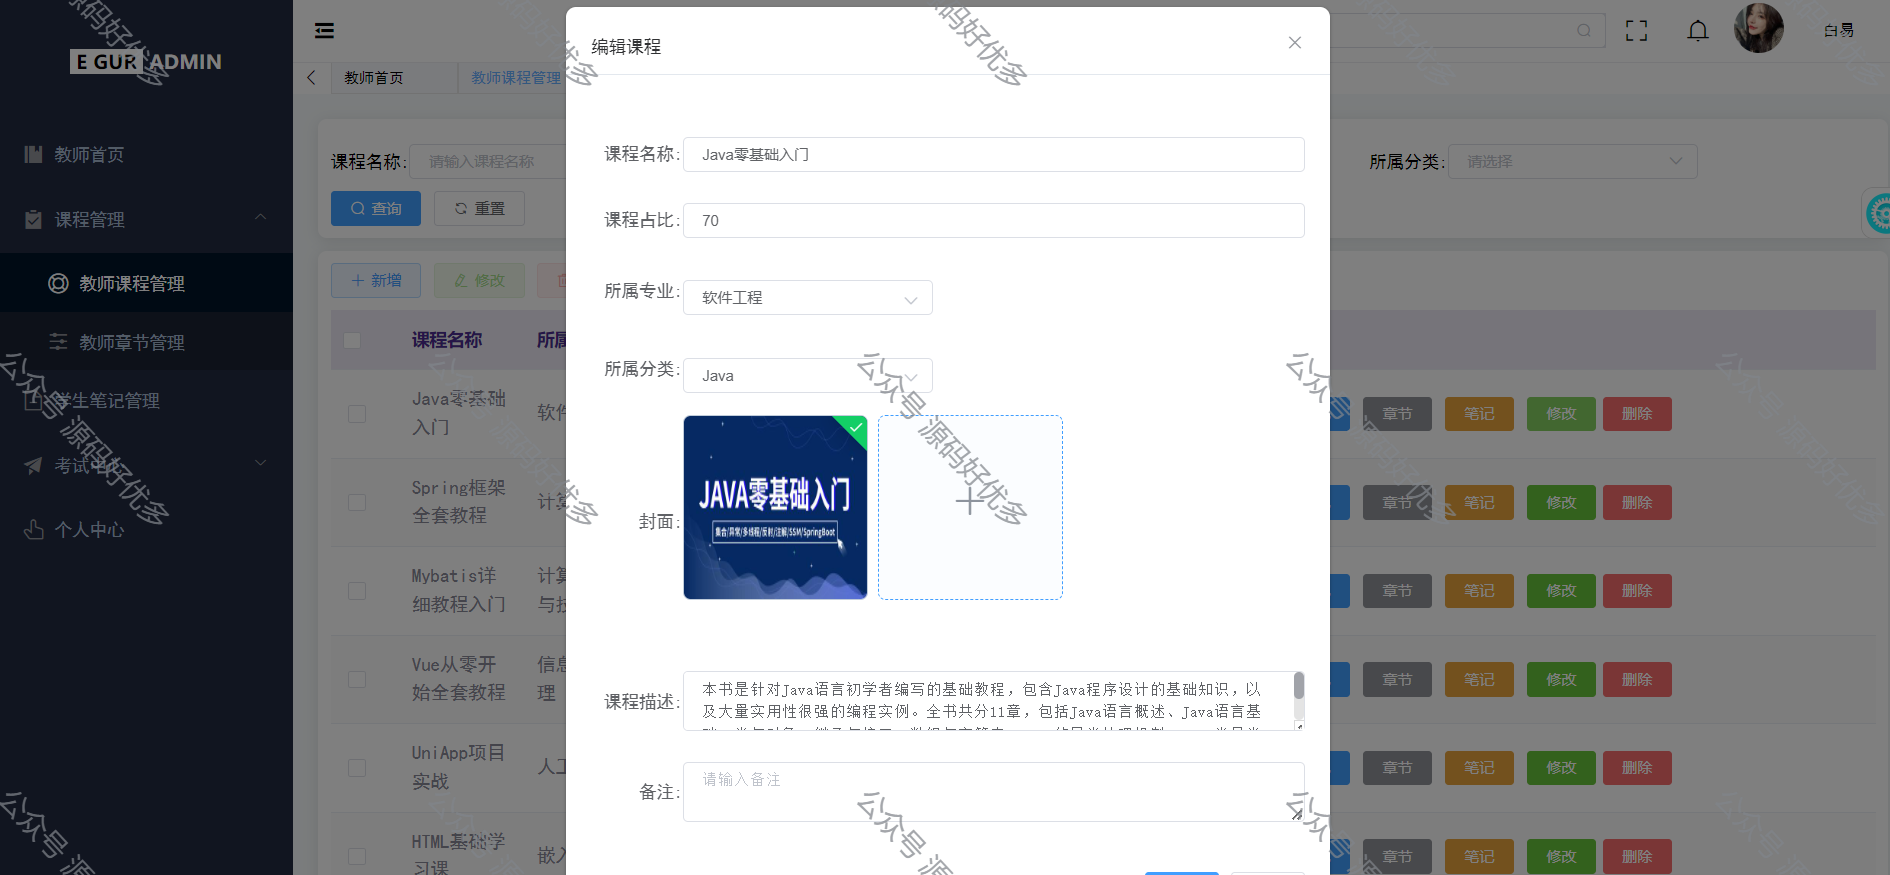 E GUR ADMIN
教师首页
课程管理
教师课程管理
教师章节管理
学生笔记管理
考试中心
个人中心
教师首页
教师课程管理
白易
课程名称:
请输入课程名称
所属分类:
请选择
查询
重置
新增
修改
课程名称
所属
Java零基础
入门
软件
章节
笔记
修改
删除
Spring框架
全套教程
计算
章节
笔记
修改
删除
Mybatis详
细教程入门
计算
与技
章节
笔记
修改
删除
Vue从零开
始全套教程
信息
理
章节
笔记
修改
删除
UniApp项目
实战
人工
章节
笔记
修改
删除
HTML基础学
习课
嵌入
章节
笔记
修改
删除
编辑课程
课程名称:
Java零基础入门
课程占比:
70
所属专业:
软件工程
所属分类:
Java
封面:
JAVA零基础入门
集合/异常/多线程/反射/注解/SSM/SpringBoot
课程描述:
本书是针对Java语言初学者编写的基础教程，包含Java程序设计的基础知识，以
及大量实用性很强的编程实例。全书共分11章，包括Java语言概述、Java语言基
备注:
请输入备注
公众号 源码好优多